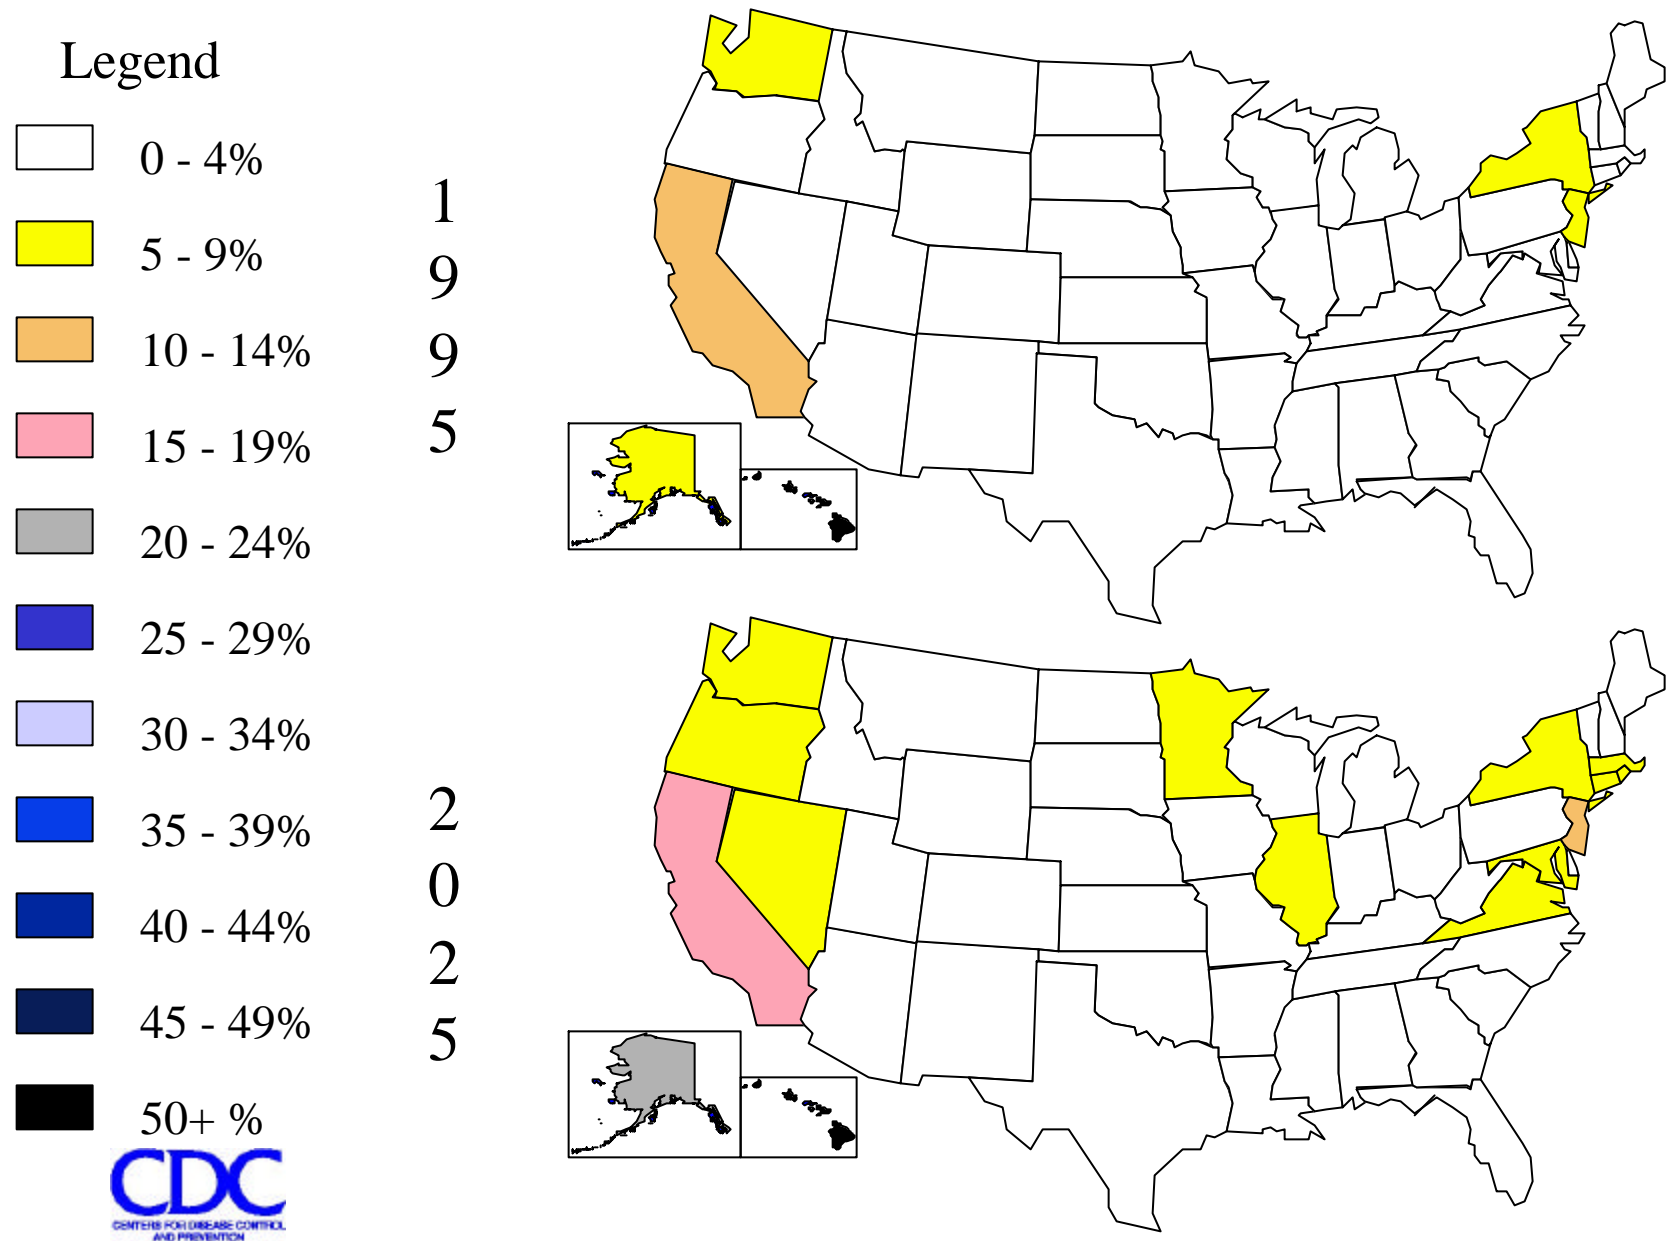 Legend
0 - 4%
5 - 9%
10 - 14%
15 - 19%
20 - 24%
25 - 29%
30 - 34%
35 - 39%
40 - 44%
45 - 49%
50+ %
CDC
CENTERS FOR DISEASE CONTROL
AND PREVENTION
1
9
9
5
2
0
2
5